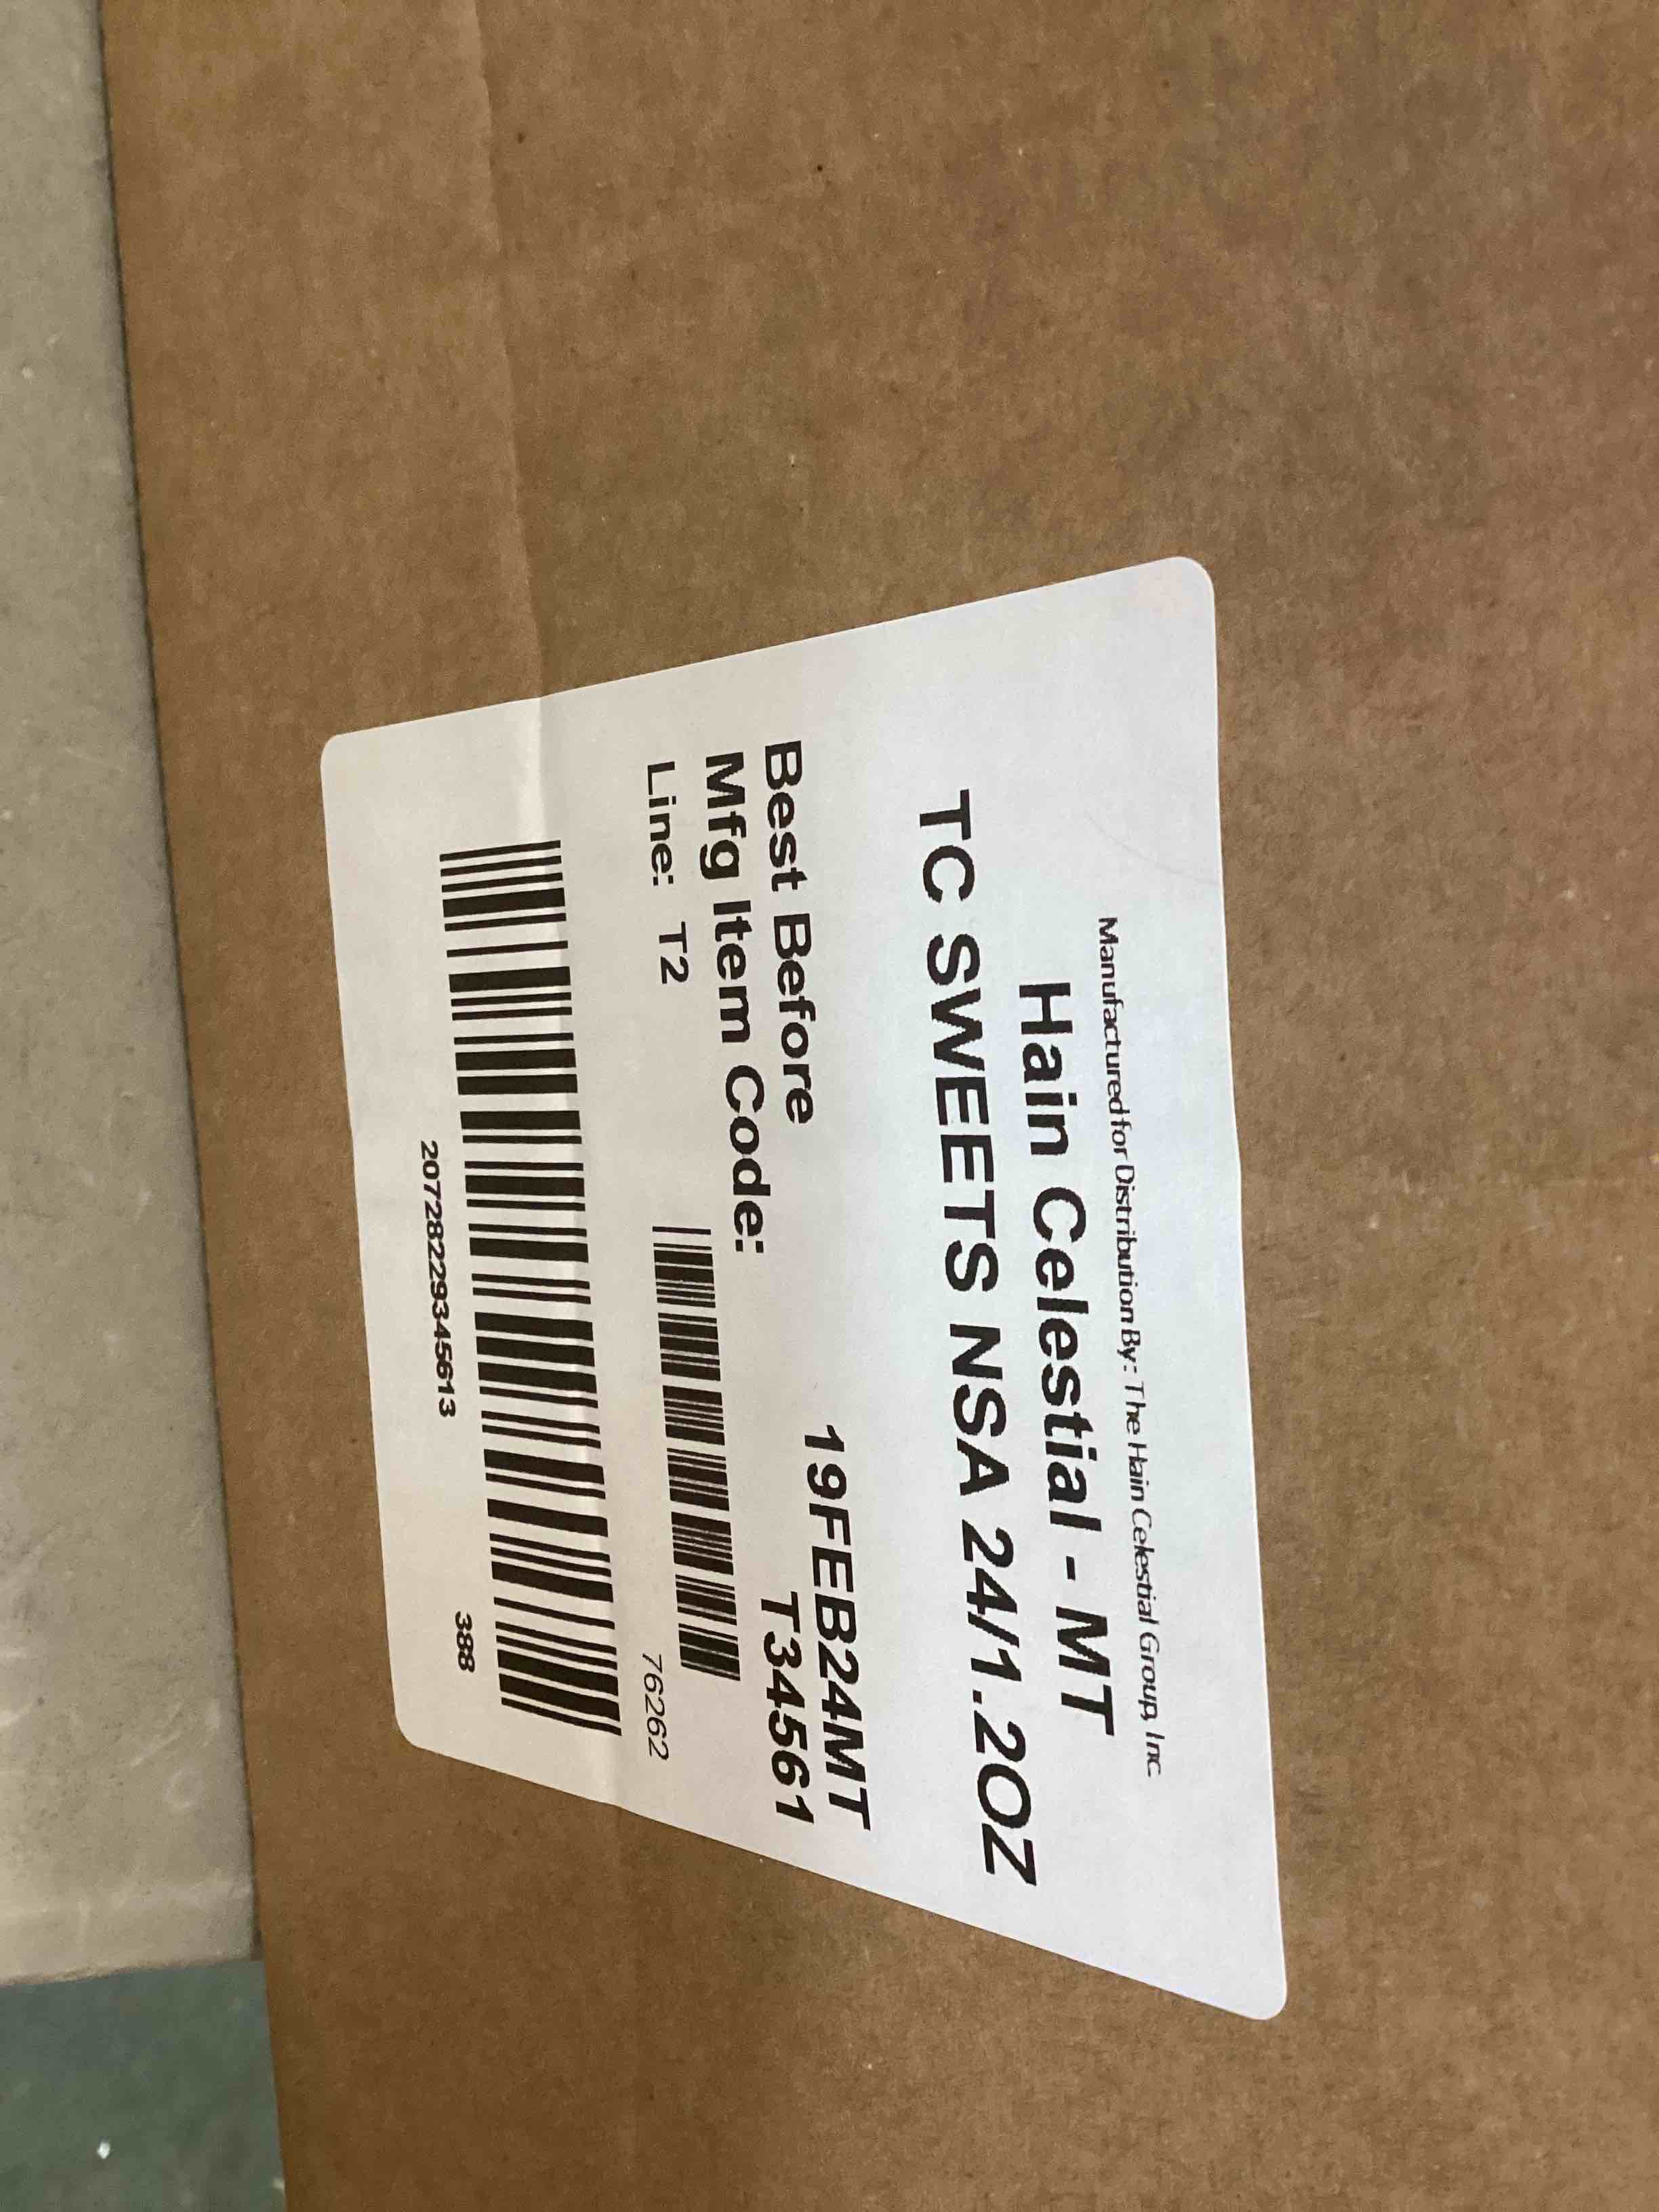 Manufactured for Distribution By: The Hain Celestial Group, Inc.
Hain Celestial - MT
TC SWEETS NSA 24/1.2OZ
Best Before 19FEB24MT
Mfg Item Code: T34561
Line: T2 76262
20728229345613 388